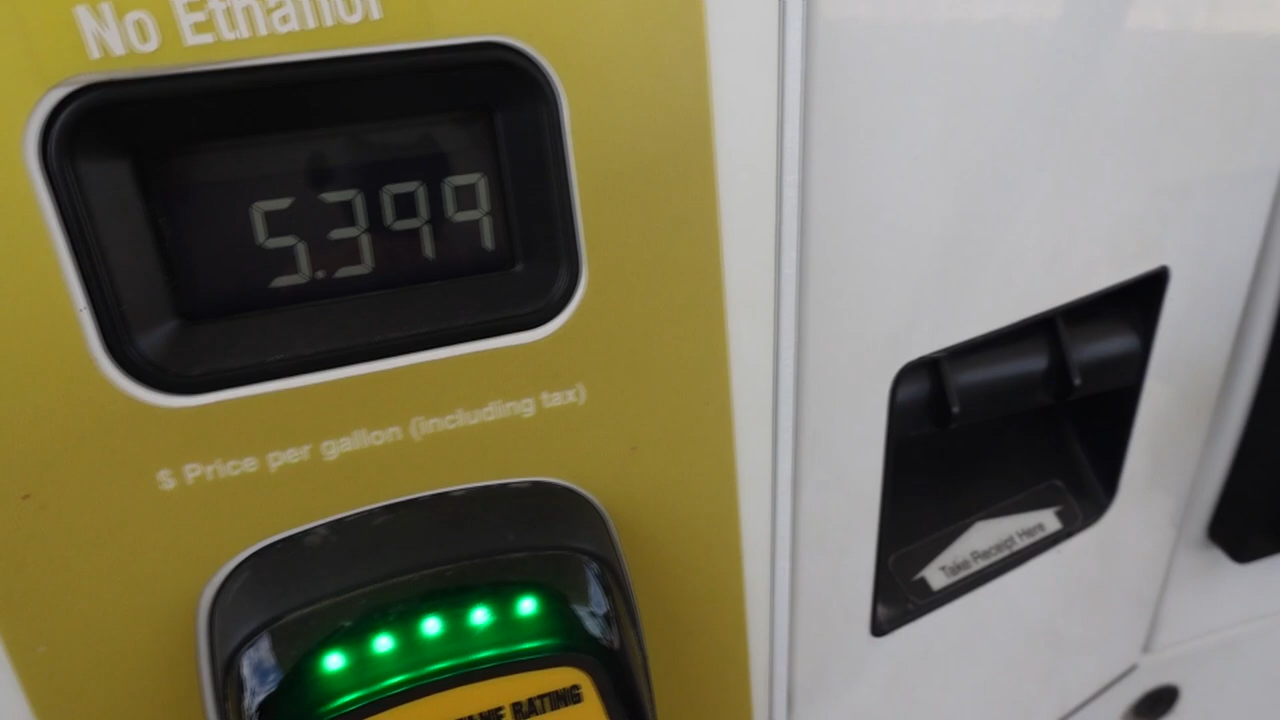 No Ethanol
5.399
$ Price per gallon (including tax)
Take Receipt Here
RATING